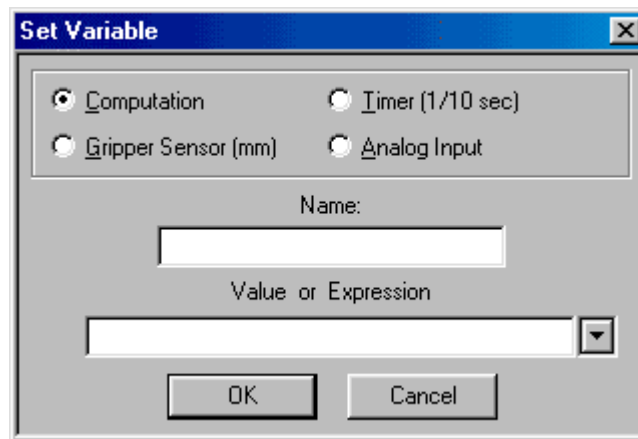 Set Variable
Computation Timer (1/10 sec)
Gripper Sensor (mm) Analog Input
Name:
Value or Expression
OK Cancel